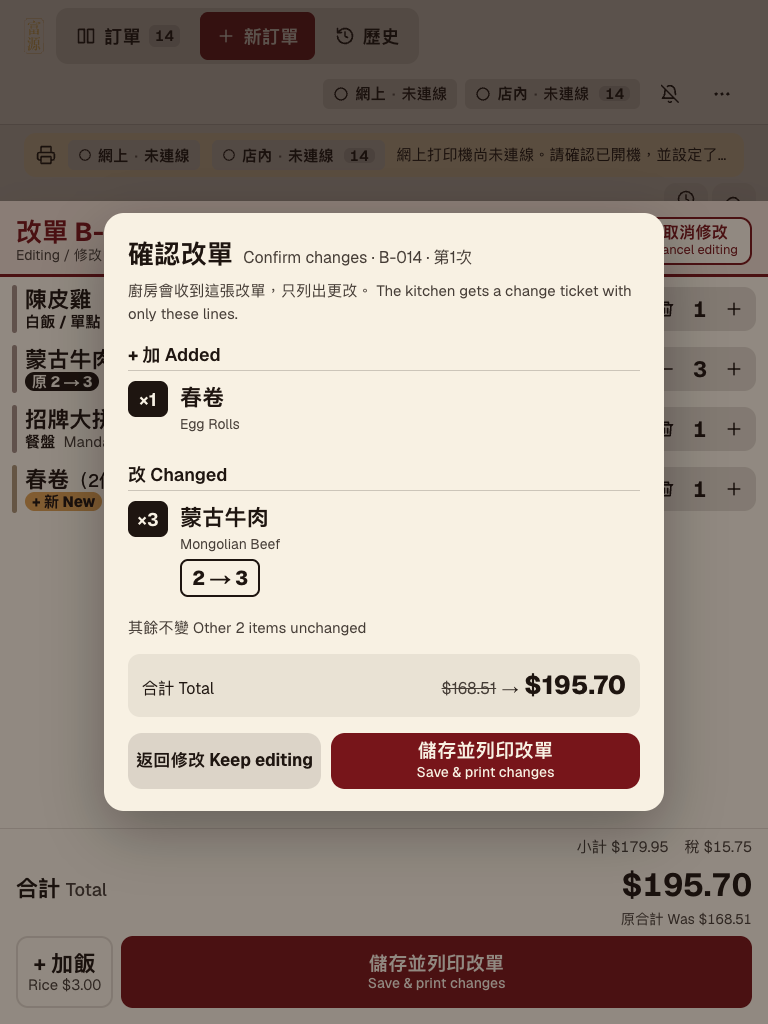 訂單 14
新訂單
歷史
網上 · 未連線
店內 · 未連線 14
網上 · 未連線
店內 · 未連線 14
網上打印機尚未連線。請確認已開機，並設定了…
改單 B-
Editing / 修改
取消修改
ancel editing
陳皮雞
白飯 / 單點
1
蒙古牛肉
原 2 → 3
3
招牌大拼
餐盤 Manda
1
春卷（2
+ 新 New
1
確認改單 Confirm changes · B-014 · 第1次
廚房會收到這張改單，只列出更改。 The kitchen gets a change ticket with
only these lines.
+ 加 Added
×1 春卷
Egg Rolls
改 Changed
×3 蒙古牛肉
Mongolian Beef
2 → 3
其餘不變 Other 2 items unchanged
合計 Total $168.51 → $195.70
返回修改 Keep editing
儲存並列印改單
Save & print changes
小計 $179.95 稅 $15.75
合計 Total
$195.70
原合計 Was $168.51
+ 加飯
Rice $3.00
儲存並列印改單
Save & print changes